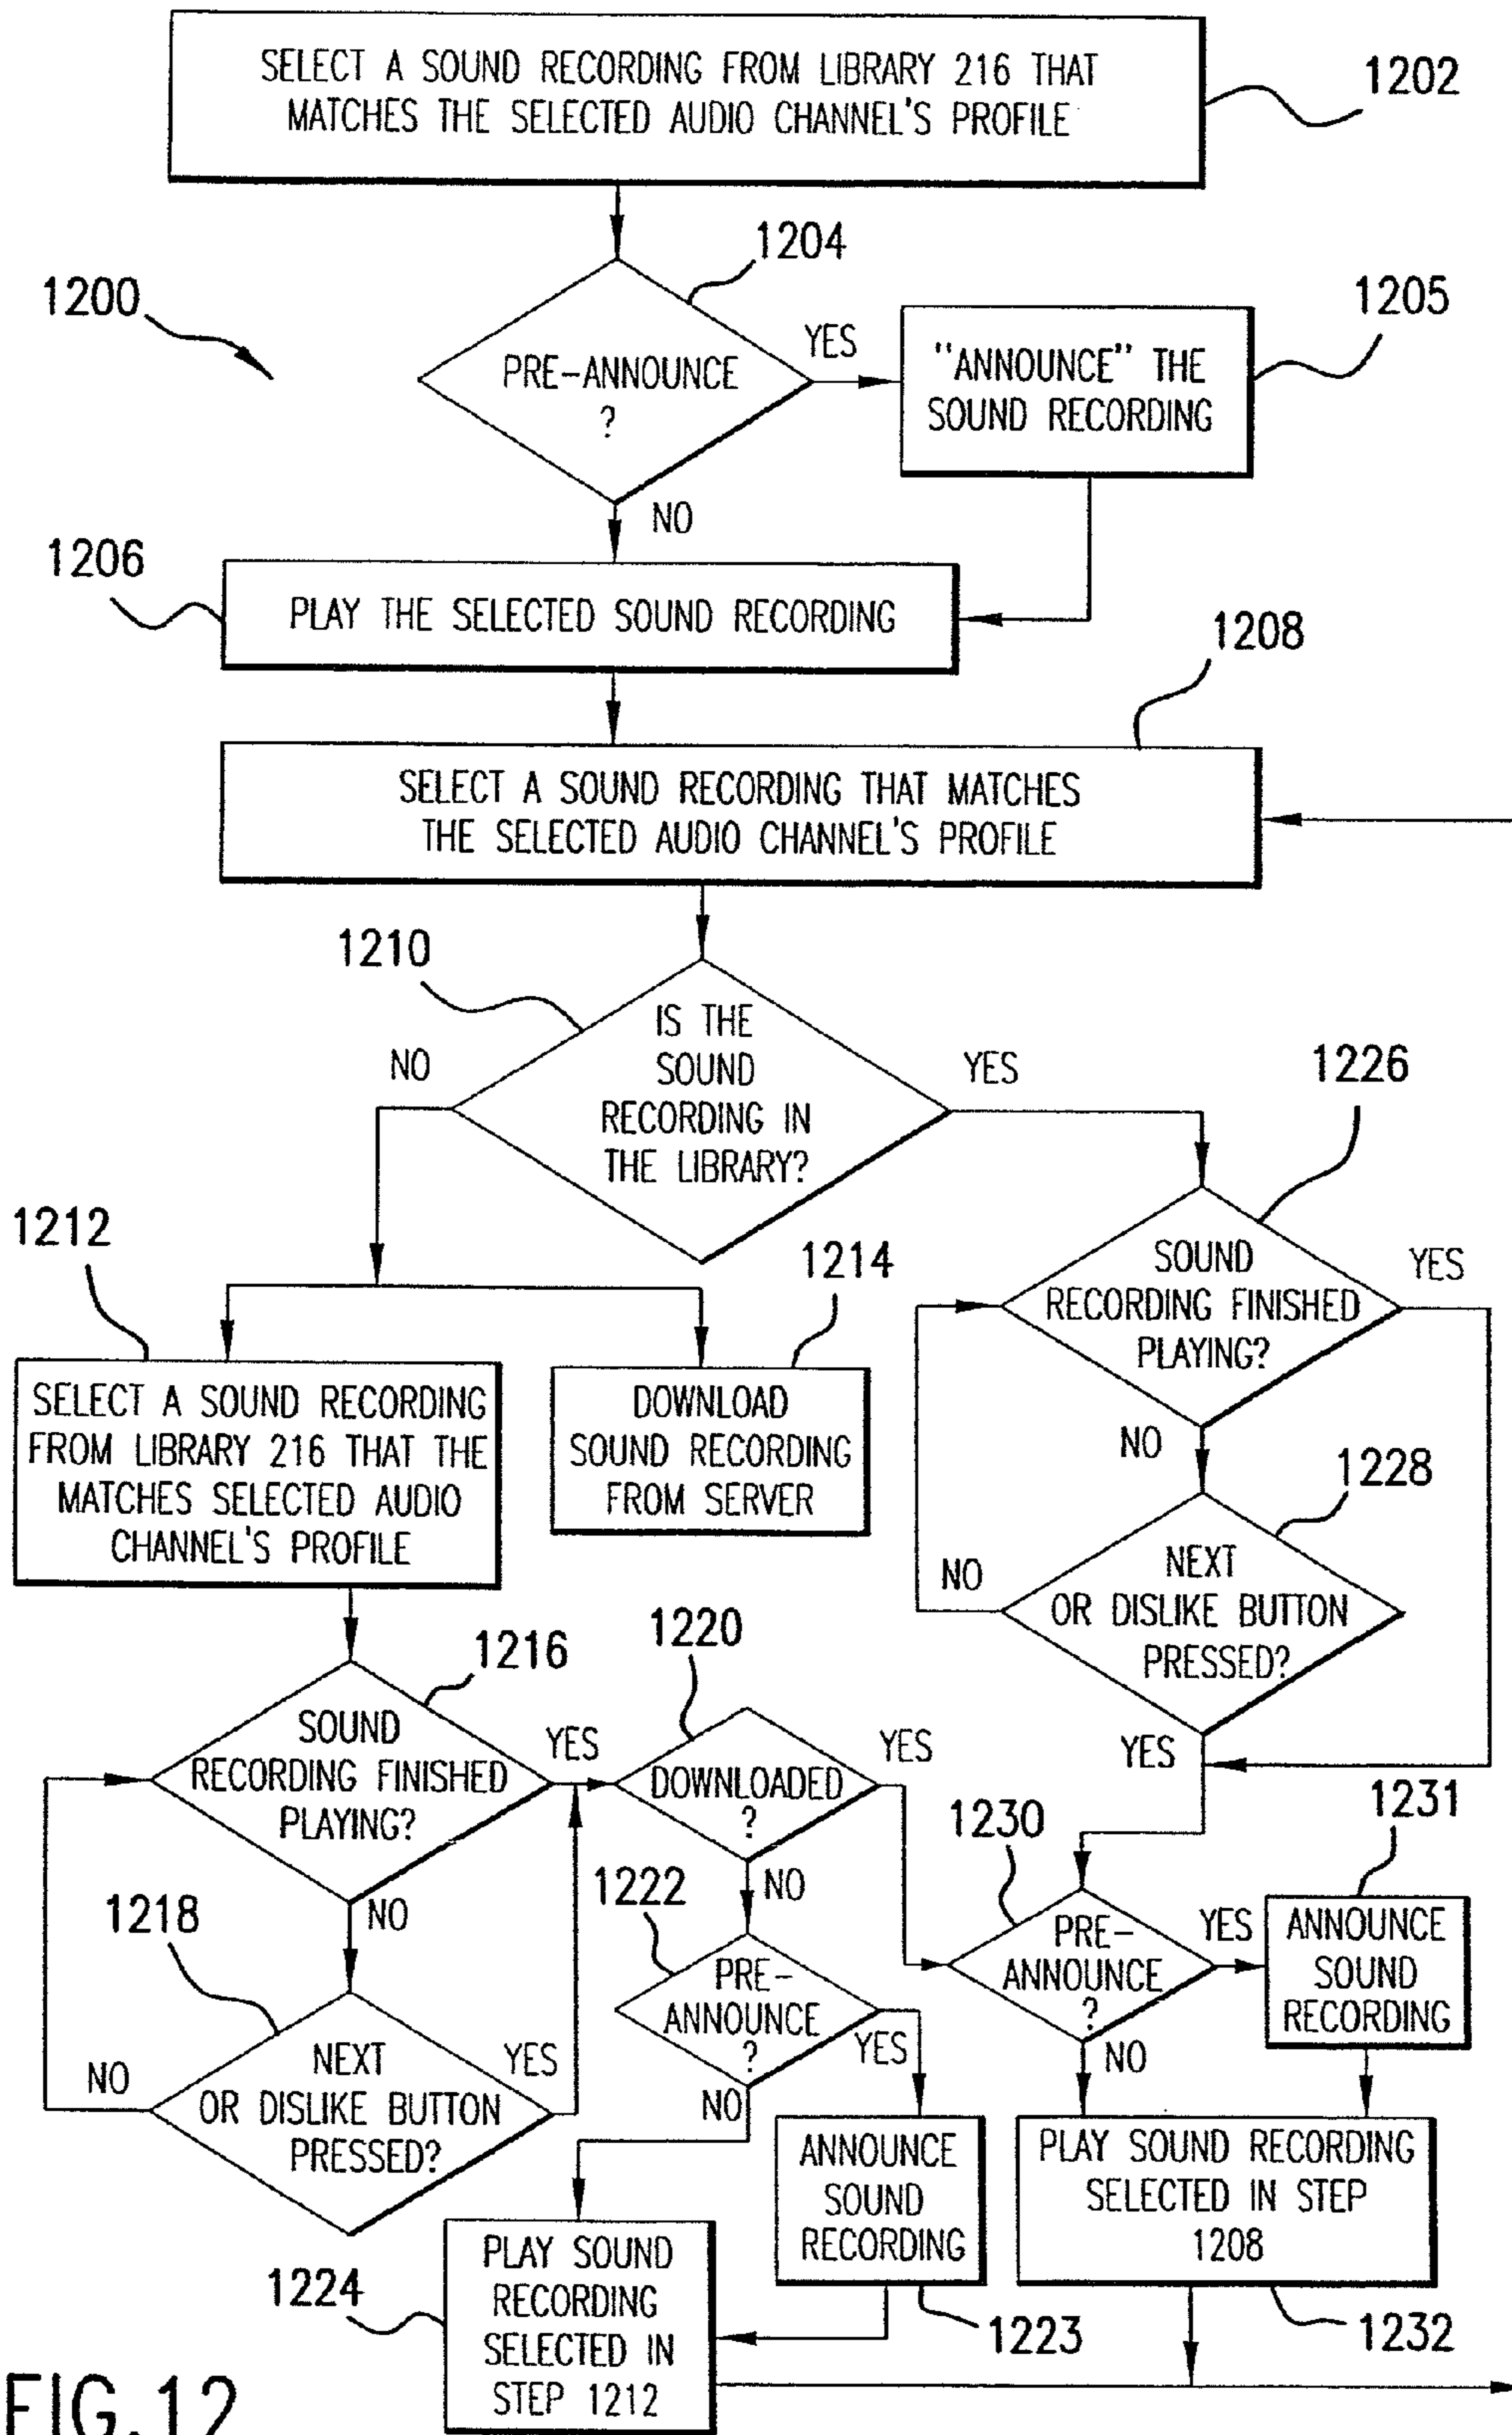 SELECT A SOUND RECORDING FROM LIBRARY 216 THAT
MATCHES THE SELECTED AUDIO CHANNEL'S PROFILE
1202
1204
1200
PRE-ANNOUNCE
?
YES
"ANNOUNCE" THE
SOUND RECORDING
1205
NO
1206
PLAY THE SELECTED SOUND RECORDING
1208
SELECT A SOUND RECORDING THAT MATCHES
THE SELECTED AUDIO CHANNEL'S PROFILE
1210
IS THE
SOUND
RECORDING IN
THE LIBRARY?
NO
YES
1226
1212
1214
SOUND
RECORDING FINISHED
PLAYING?
YES
NO
SELECT A SOUND RECORDING
FROM LIBRARY 216 THAT THE
MATCHES SELECTED AUDIO
CHANNEL'S PROFILE
DOWNLOAD
SOUND RECORDING
FROM SERVER
1228
NEXT
OR DISLIKE BUTTON
PRESSED?
NO
YES
1216
SOUND
RECORDING FINISHED
PLAYING?
YES
NO
1220
DOWNLOADED
?
YES
NO
1218
NEXT
OR DISLIKE BUTTON
PRESSED?
NO
YES
1222
PRE-
ANNOUNCE
?
YES
NO
1230
PRE-
ANNOUNCE
?
YES
NO
1231
ANNOUNCE
SOUND
RECORDING
ANNOUNCE
SOUND
RECORDING
1223
PLAY SOUND RECORDING
SELECTED IN STEP
1208
1232
1224
PLAY SOUND
RECORDING
SELECTED IN
STEP 1212
FIG.12